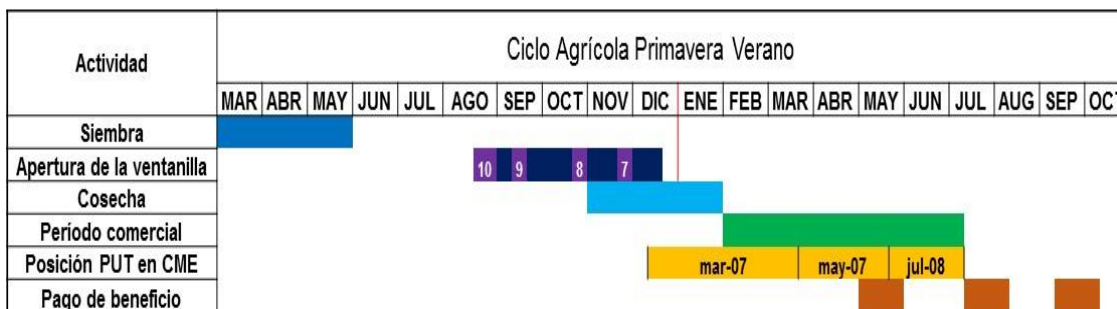 Actividad
Ciclo Agrícola Primavera Verano
MAR ABR MAY JUN JUL AGO SEP OCT NOV DIC ENE FEB MAR ABR MAY JUN JUL AUG SEP OCT
Siembra
Apertura de la ventanilla 10 9 8 7
Cosecha
Período comercial
Posición PUT en CME mar-07 may-07 jul-08
Pago de beneficio